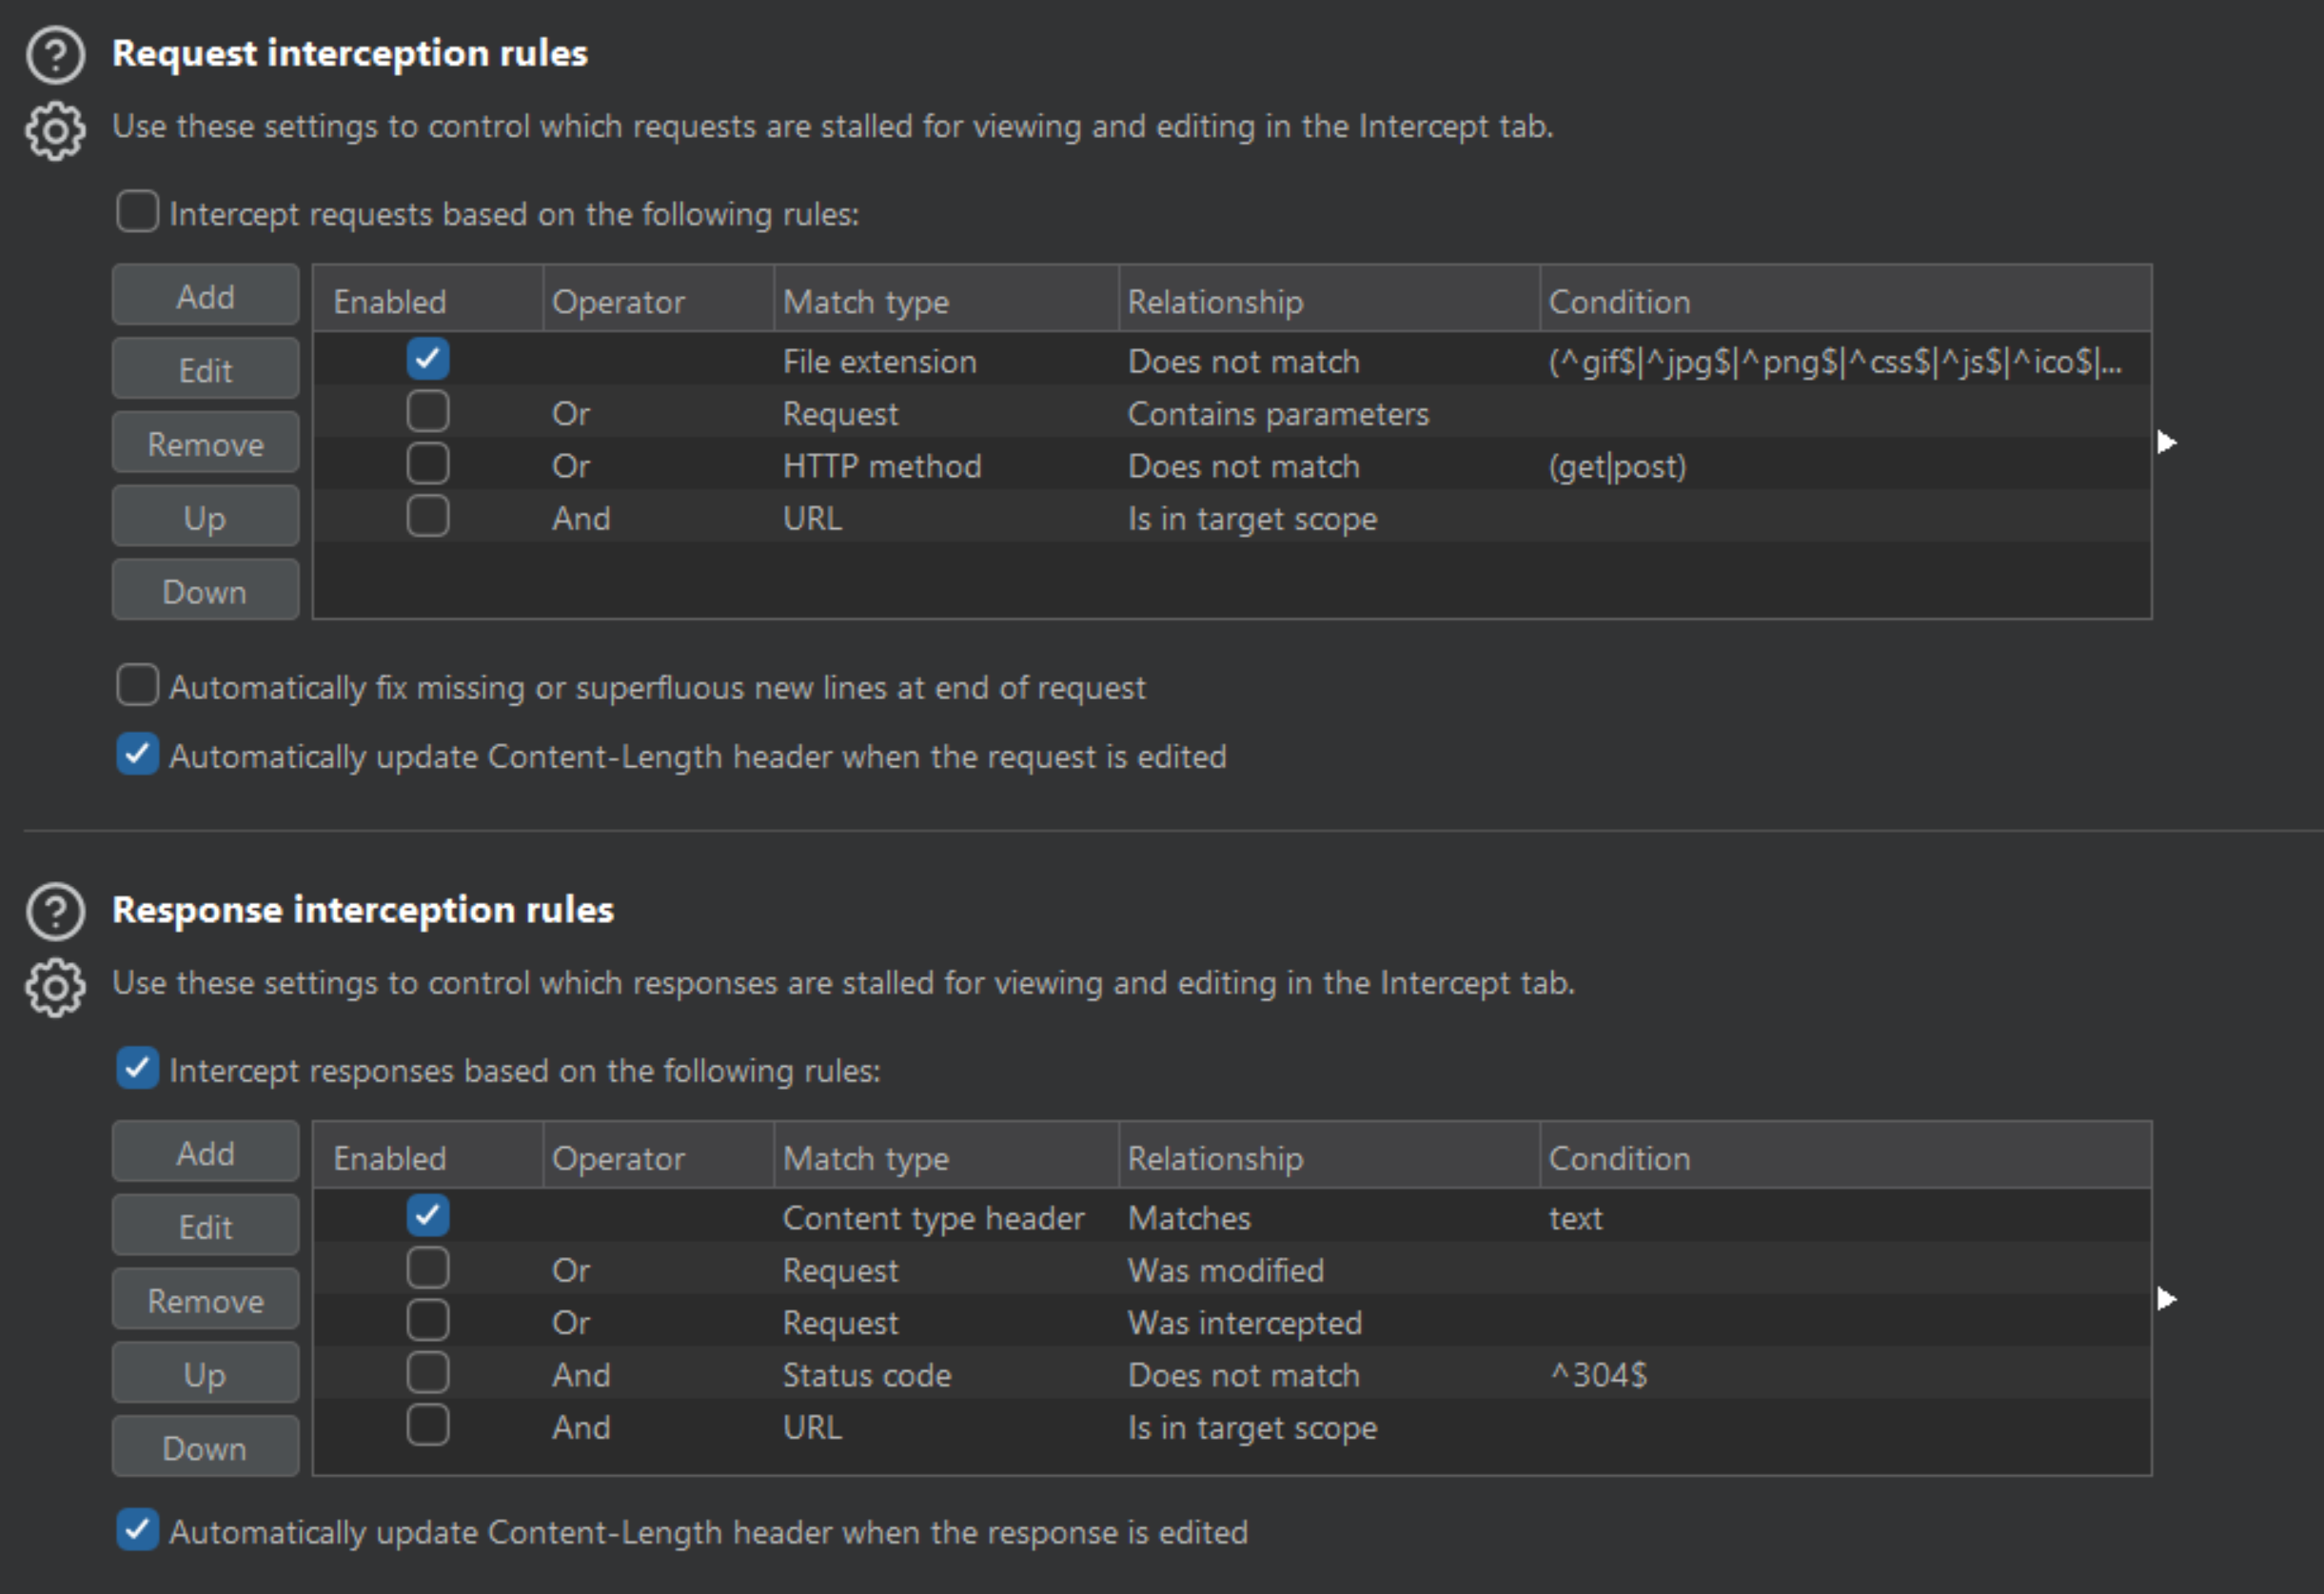 Request interception rules
Use these settings to control which requests are stalled for viewing and editing in the Intercept tab.
Intercept requests based on the following rules:
Add
Edit
Remove
Up
Down
Enabled Operator Match type Relationship Condition
File extension Does not match (^gif$|^jpg$|^png$|^css$|^js$|^ico$|...
Or Request Contains parameters
Or HTTP method Does not match (get|post)
And URL Is in target scope
Automatically fix missing or superfluous new lines at end of request
Automatically update Content-Length header when the request is edited
Response interception rules
Use these settings to control which responses are stalled for viewing and editing in the Intercept tab.
Intercept responses based on the following rules:
Add
Edit
Remove
Up
Down
Enabled Operator Match type Relationship Condition
Content type header Matches text
Or Request Was modified
Or Request Was intercepted
And Status code Does not match ^304$
And URL Is in target scope
Automatically update Content-Length header when the response is edited